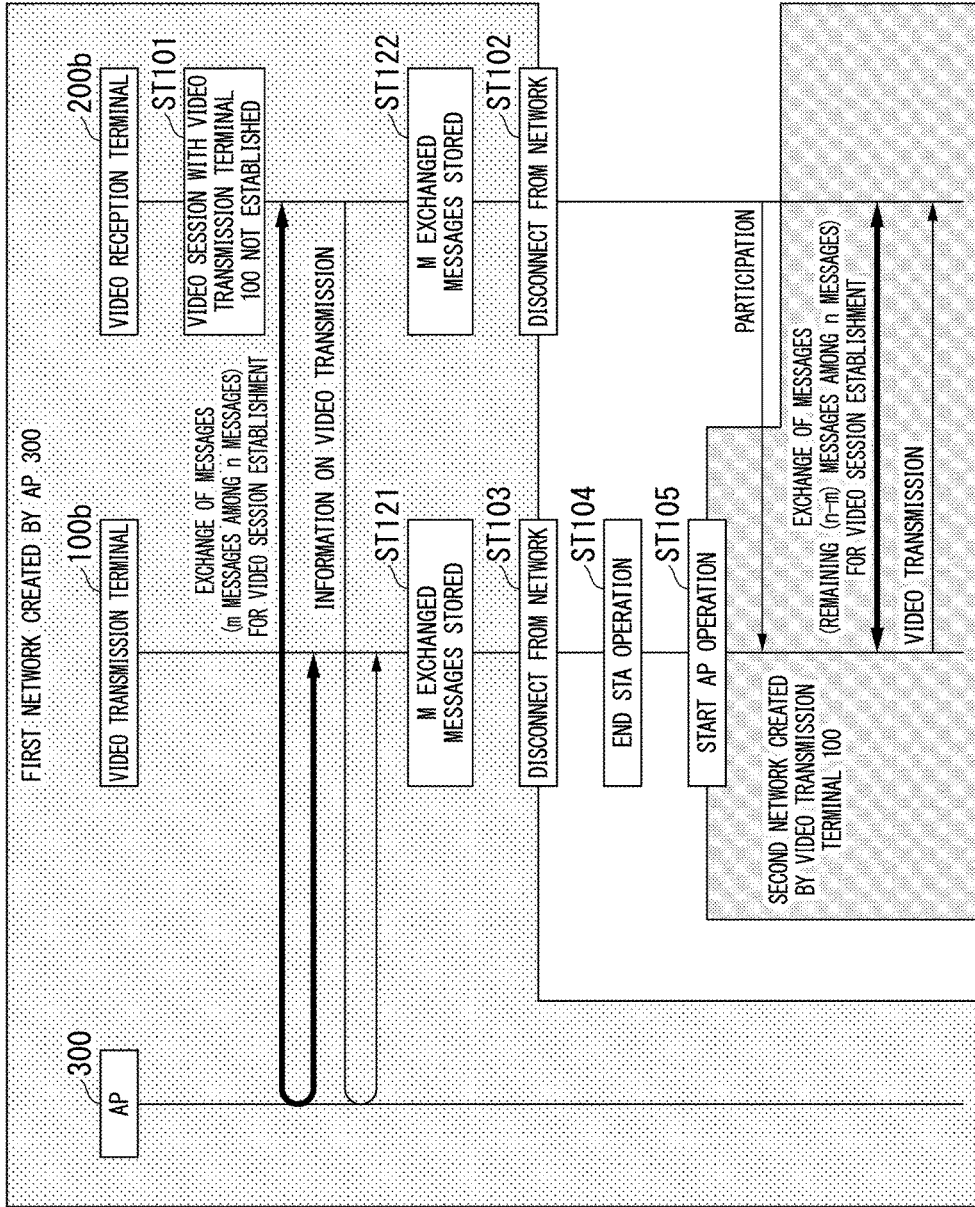 FIRST NETWORK CREATED BY AP 300
300
AP
100b
VIDEO TRANSMISSION TERMINAL
200b
VIDEO RECEPTION TERMINAL
ST101
VIDEO SESSION WITH VIDEO
TRANSMISSION TERMINAL
100 NOT ESTABLISHED
EXCHANGE OF MESSAGES
(m MESSAGES AMONG n MESSAGES)
FOR VIDEO SESSION ESTABLISHMENT
INFORMATION ON VIDEO TRANSMISSION
ST121
M EXCHANGED
MESSAGES STORED
ST122
M EXCHANGED
MESSAGES STORED
ST103
DISCONNECT FROM NETWORK
ST102
DISCONNECT FROM NETWORK
ST104
END STA OPERATION
ST105
START AP OPERATION
PARTICIPATION
SECOND NETWORK CREATED
BY VIDEO TRANSMISSION
TERMINAL 100
EXCHANGE OF MESSAGES
(REMAINING (n-m) MESSAGES AMONG n MESSAGES)
FOR VIDEO SESSION ESTABLISHMENT
VIDEO TRANSMISSION